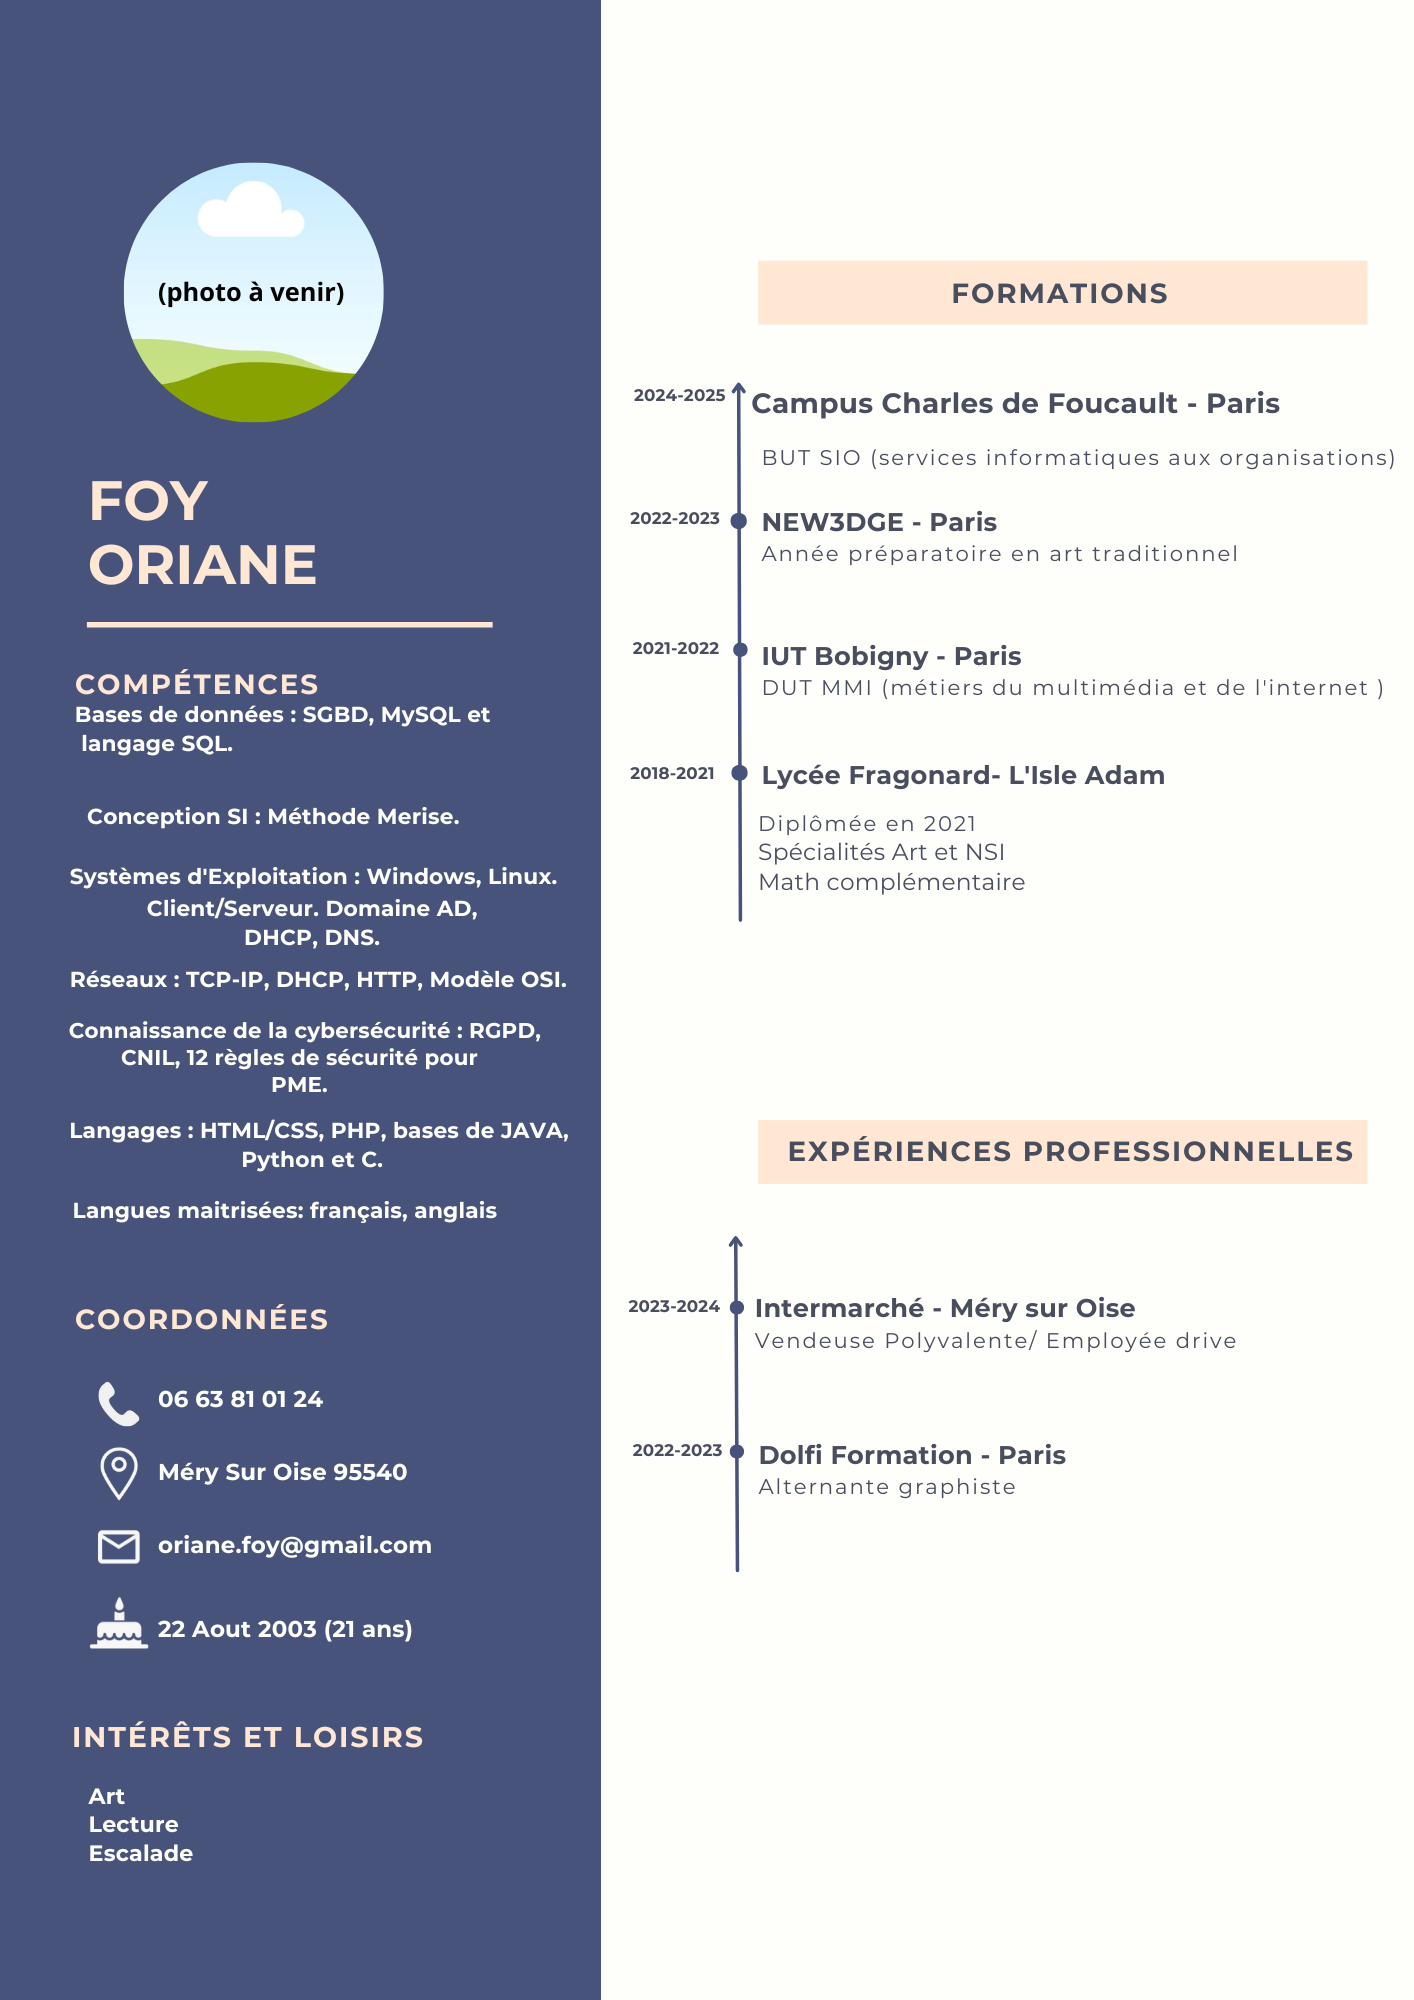 (photo à venir)
FOY
ORIANE
COMPÉTENCES
Bases de données : SGBD, MySQL et
langage SQL.
Conception SI : Méthode Merise.
Systèmes d'Exploitation : Windows, Linux.
Client/Serveur. Domaine AD,
DHCP, DNS.
Réseaux : TCP-IP, DHCP, HTTP, Modèle OSI.
Connaissance de la cybersécurité : RGPD,
CNIL, 12 règles de sécurité pour
PME.
Langages : HTML/CSS, PHP, bases de JAVA,
Python et C.
Langues maitrisées: français, anglais
COORDONNÉES
06 63 81 01 24
Méry Sur Oise 95540
oriane.foy@gmail.com
22 Aout 2003 (21 ans)
INTÉRÊTS ET LOISIRS
Art
Lecture
Escalade
FORMATIONS
2024-2025 Campus Charles de Foucault - Paris
BUT SIO (services informatiques aux organisations)
2022-2023 NEW3DGE - Paris
Année préparatoire en art traditionnel
2021-2022 IUT Bobigny - Paris
DUT MMI (métiers du multimédia et de l'internet )
2018-2021 Lycée Fragonard- L'Isle Adam
Diplômée en 2021
Spécialités Art et NSI
Math complémentaire
EXPÉRIENCES PROFESSIONNELLES
2023-2024 Intermarché - Méry sur Oise
Vendeuse Polyvalente/ Employée drive
2022-2023 Dolfi Formation - Paris
Alternante graphiste